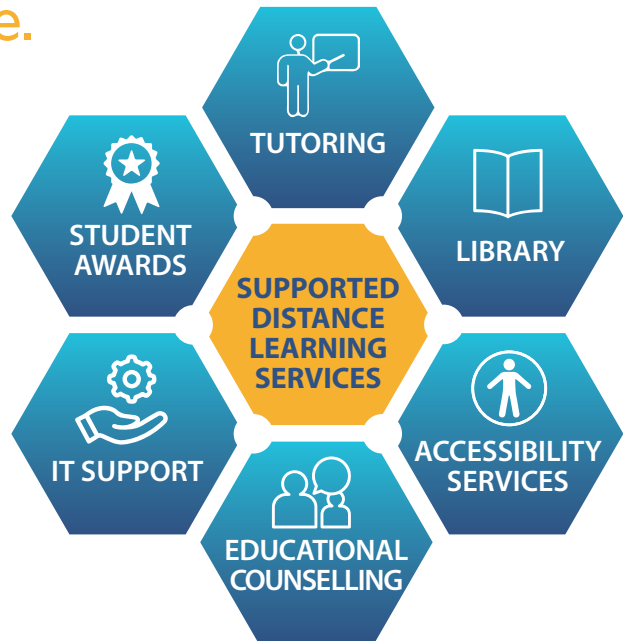 e.
TUTORING
STUDENT
AWARDS
LIBRARY
SUPPORTED
DISTANCE
LEARNING
SERVICES
IT SUPPORT
ACCESSIBILITY
SERVICES
EDUCATIONAL
COUNSELLING